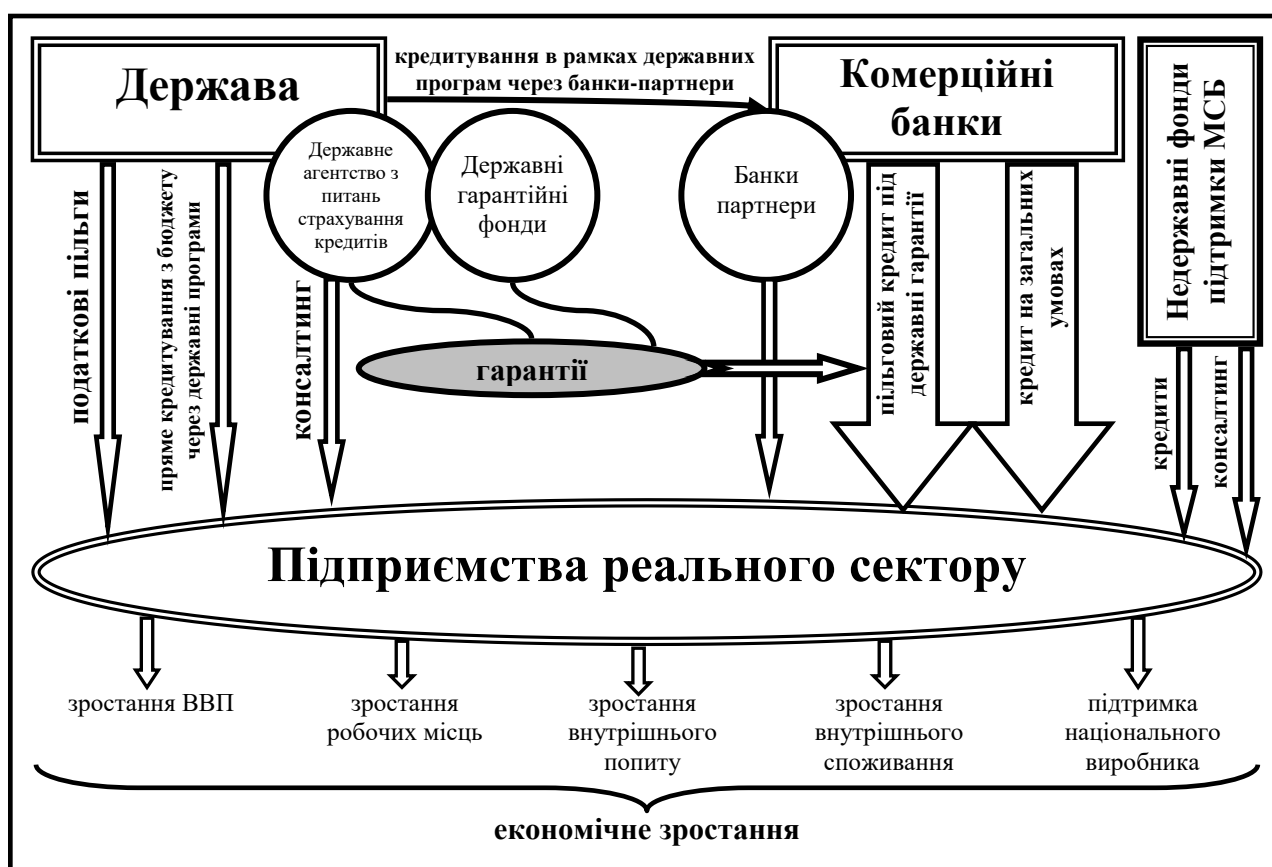 Держава
кредитування в рамках державних
програм через банки-партнери
Комерційні
банки
Недержавні фонди
підтримки МСБ
Державне
агентство з
питань
страхування
кредитів
Державні
гарантійні
фонди
Банки
партнери
податкові пільги
пряме кредитування з бюджету
через державні програми
консалтинг
гарантії
пільговий кредит під
державні гарантії
кредит на загальних
умовах
кредити
консалтинг
Підприємства реального сектору
зростання ВВП
зростання
робочих місць
зростання
внутрішнього
попиту
зростання
внутрішнього
споживання
підтримка
національного
виробника
економічне зростання